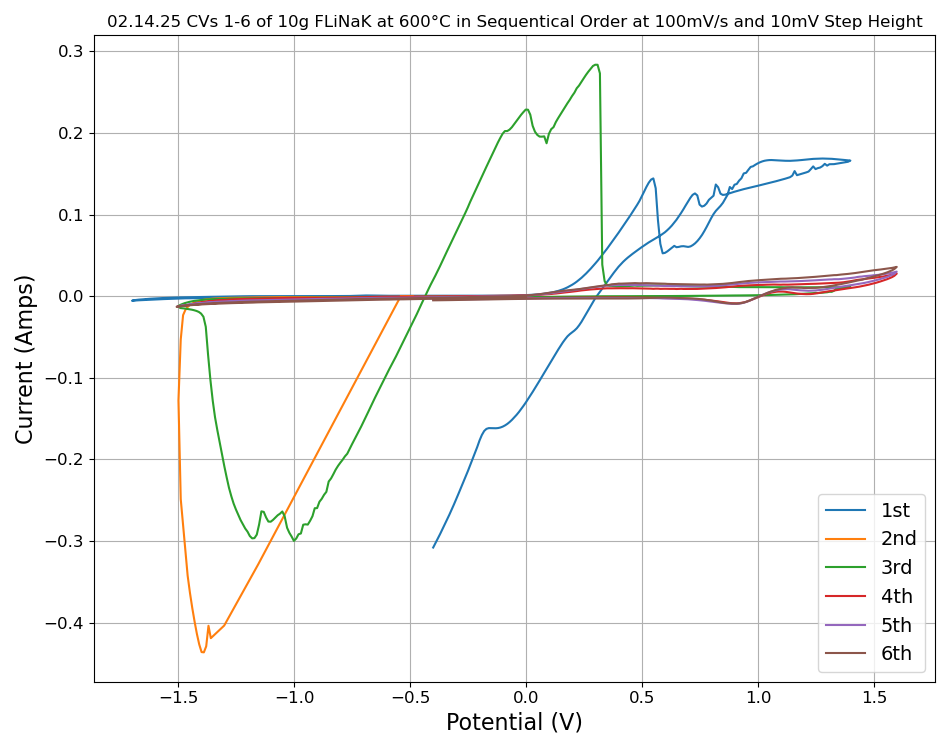 02.14.25 CVs 1-6 of 10g FLiNaK at 600°C in Sequentical Order at 100mV/s and 10mV Step Height
0.3
0.2
0.1
0.0
−0.1
−0.2
−0.3
−0.4
Current (Amps)
1st
2nd
3rd
4th
5th
6th
−1.5 −1.0 −0.5 0.0 0.5 1.0 1.5
Potential (V)